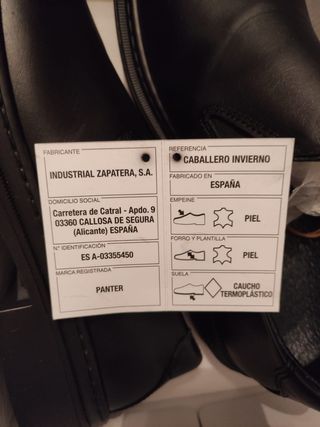 FABRICANTE
INDUSTRIAL ZAPATERA, S.A.
DOMICILIO SOCIAL
Carretera de Catral - Apdo. 9
03360 CALLOSA DE SEGURA
(Alicante) ESPAÑA
Nº IDENTIFICACIÓN
ES A-03355450
MARCA REGISTRADA
PANTER
REFERENCIA
CABALLERO INVIERNO
FABRICADO EN
ESPAÑA
EMPEINE
PIEL
FORRO Y PLANTILLA
PIEL
SUELA
CAUCHO
TERMOPLÁSTICO